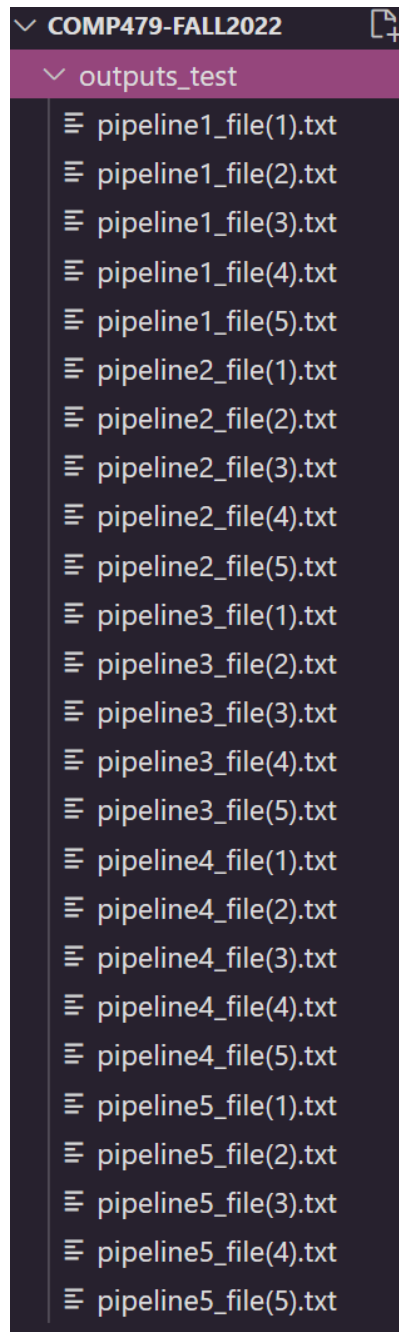 COMP479-FALL2022
outputs_test
pipeline1_file(1).txt
pipeline1_file(2).txt
pipeline1_file(3).txt
pipeline1_file(4).txt
pipeline1_file(5).txt
pipeline2_file(1).txt
pipeline2_file(2).txt
pipeline2_file(3).txt
pipeline2_file(4).txt
pipeline2_file(5).txt
pipeline3_file(1).txt
pipeline3_file(2).txt
pipeline3_file(3).txt
pipeline3_file(4).txt
pipeline3_file(5).txt
pipeline4_file(1).txt
pipeline4_file(2).txt
pipeline4_file(3).txt
pipeline4_file(4).txt
pipeline4_file(5).txt
pipeline5_file(1).txt
pipeline5_file(2).txt
pipeline5_file(3).txt
pipeline5_file(4).txt
pipeline5_file(5).txt